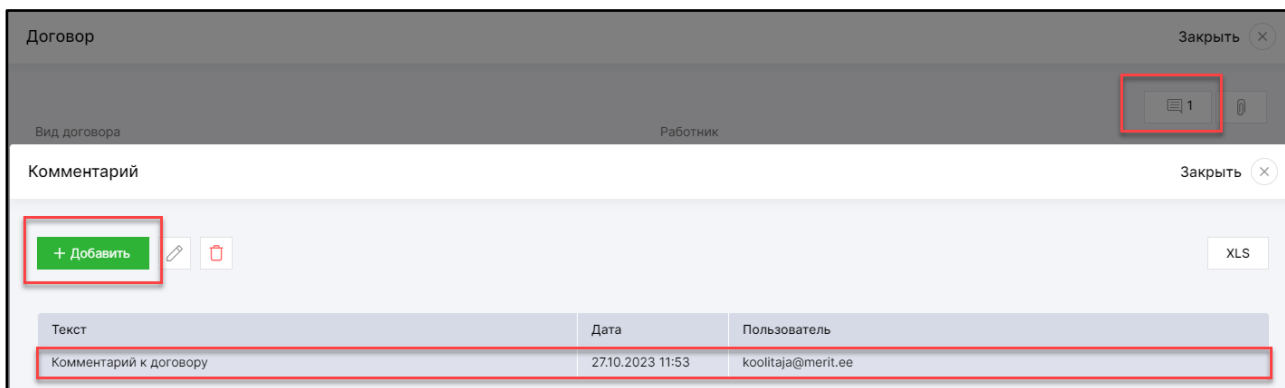 Договор Закрыть
1
Вид договора Работник
Комментарий Закрыть
+ Добавить XLS
Текст Дата Пользователь
Комментарий к договору 27.10.2023 11:53 koolitaja@merit.ee